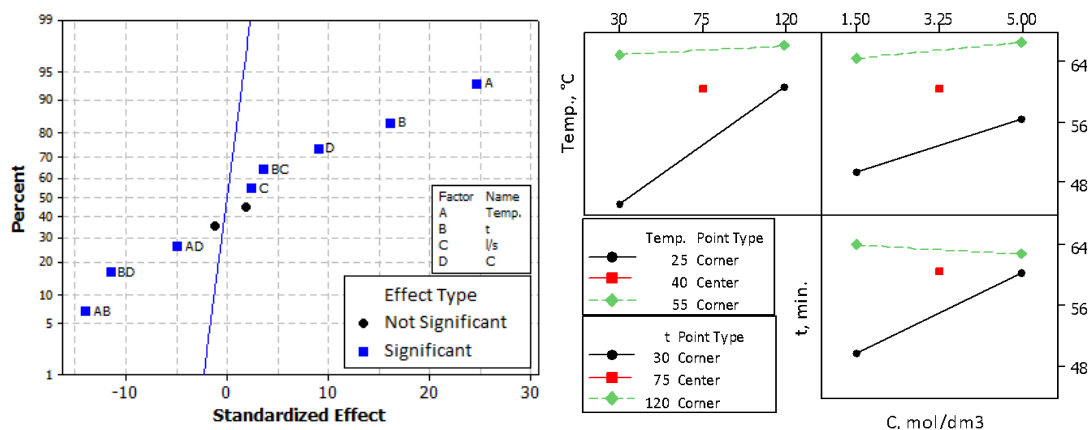 99
95
90
80
70
60
50
40
30
20
10
5
1
Percent
A
B
D
BC
C
AD
BD
AB
Factor Name
A Temp.
B t
C l/s
D C
Effect Type
Not Significant
Significant
-10 0 10 20 30
Standardized Effect
30 75 120 1.50 3.25 5.00
Temp., °C
64
56
48
Temp. Point Type
25 Corner
40 Center
55 Corner
t Point Type
30 Corner
75 Center
120 Corner
t, min.
64
56
48
C, mol/dm3